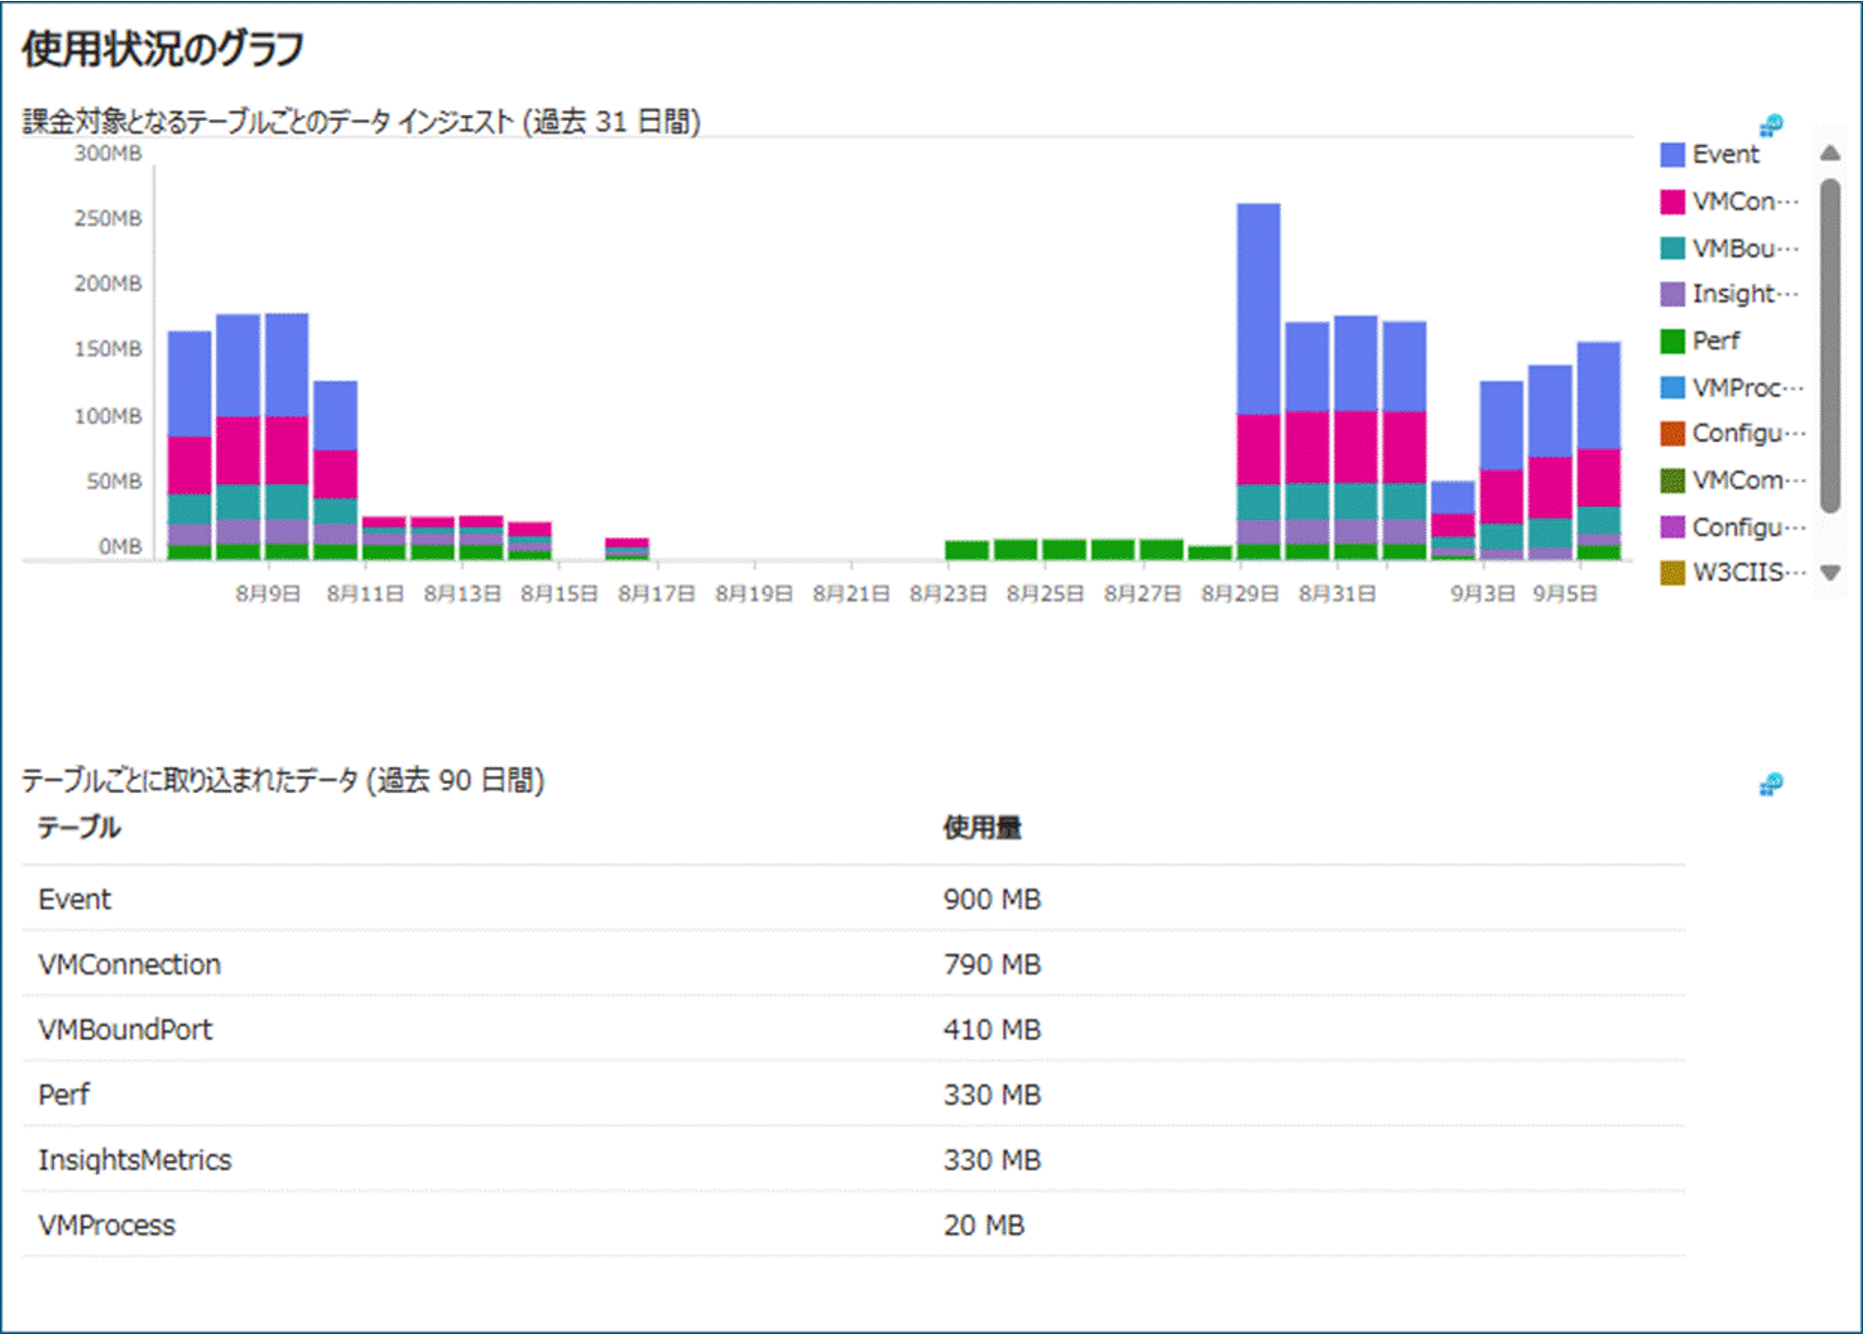 使用状況のグラフ
課金対象となるテーブルごとのデータ インジェスト (過去 31 日間)
300MB
250MB
200MB
150MB
100MB
50MB
0MB
8月9日 8月11日 8月13日 8月15日 8月17日 8月19日 8月21日 8月23日 8月25日 8月27日 8月29日 8月31日 9月3日 9月5日
Event
VMCon…
VMBou…
Insight…
Perf
VMProc…
Configu…
VMCom…
Configu…
W3CIIS…
テーブルごとに取り込まれたデータ (過去 90 日間)
テーブル 使用量
Event 900 MB
VMConnection 790 MB
VMBoundPort 410 MB
Perf 330 MB
InsightsMetrics 330 MB
VMProcess 20 MB